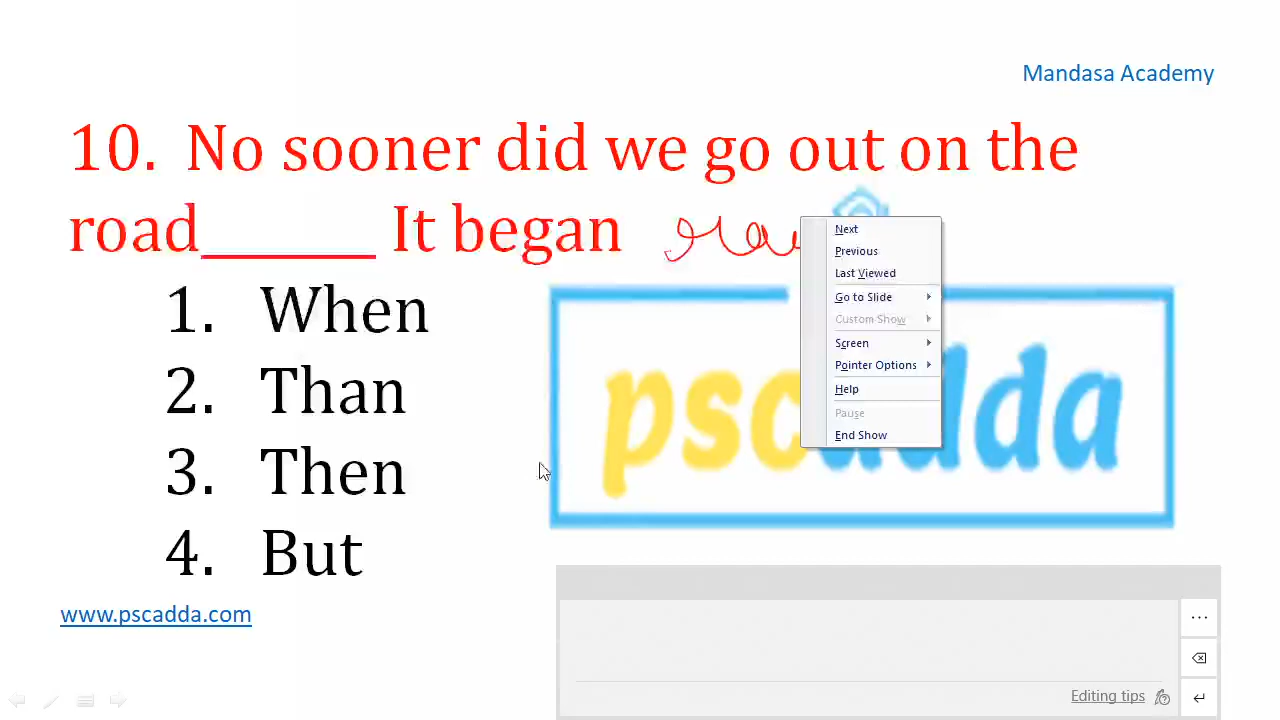 Mandasa Academy
10. No sooner did we go out on the
road______ It began
Next
Previous
Last Viewed
Go to Slide
Custom Show
Screen
Pointer Options
Help
Pause
End Show
1. When
2. Than
3. Then
4. But
pscadda
www.pscadda.com
Editing tips